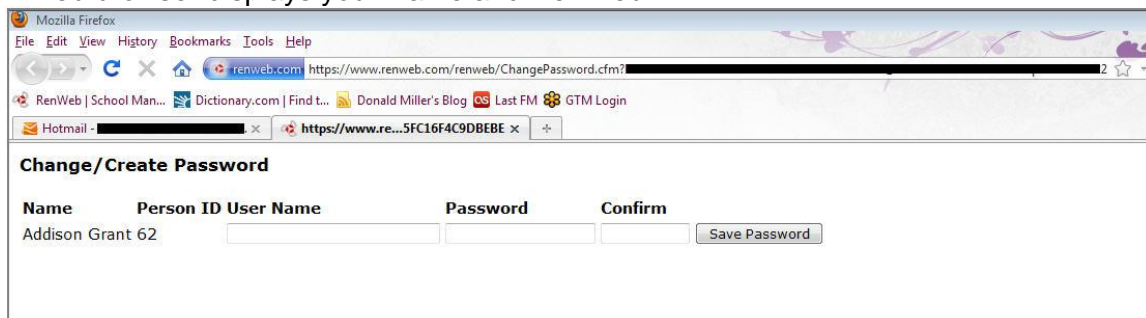 Mozilla Firefox
File Edit View History Bookmarks Tools Help
renweb.com https://www.renweb.com/renweb/ChangePassword.cfm? 2
RenWeb | School Man... Dictionary.com | Find t... Donald Miller's Blog Last FM GTM Login
Hotmail - https://www.re...5FC16F4C9DBEBE
Change/Create Password
Name Person ID User Name Password Confirm
Addison Grant 62 Save Password